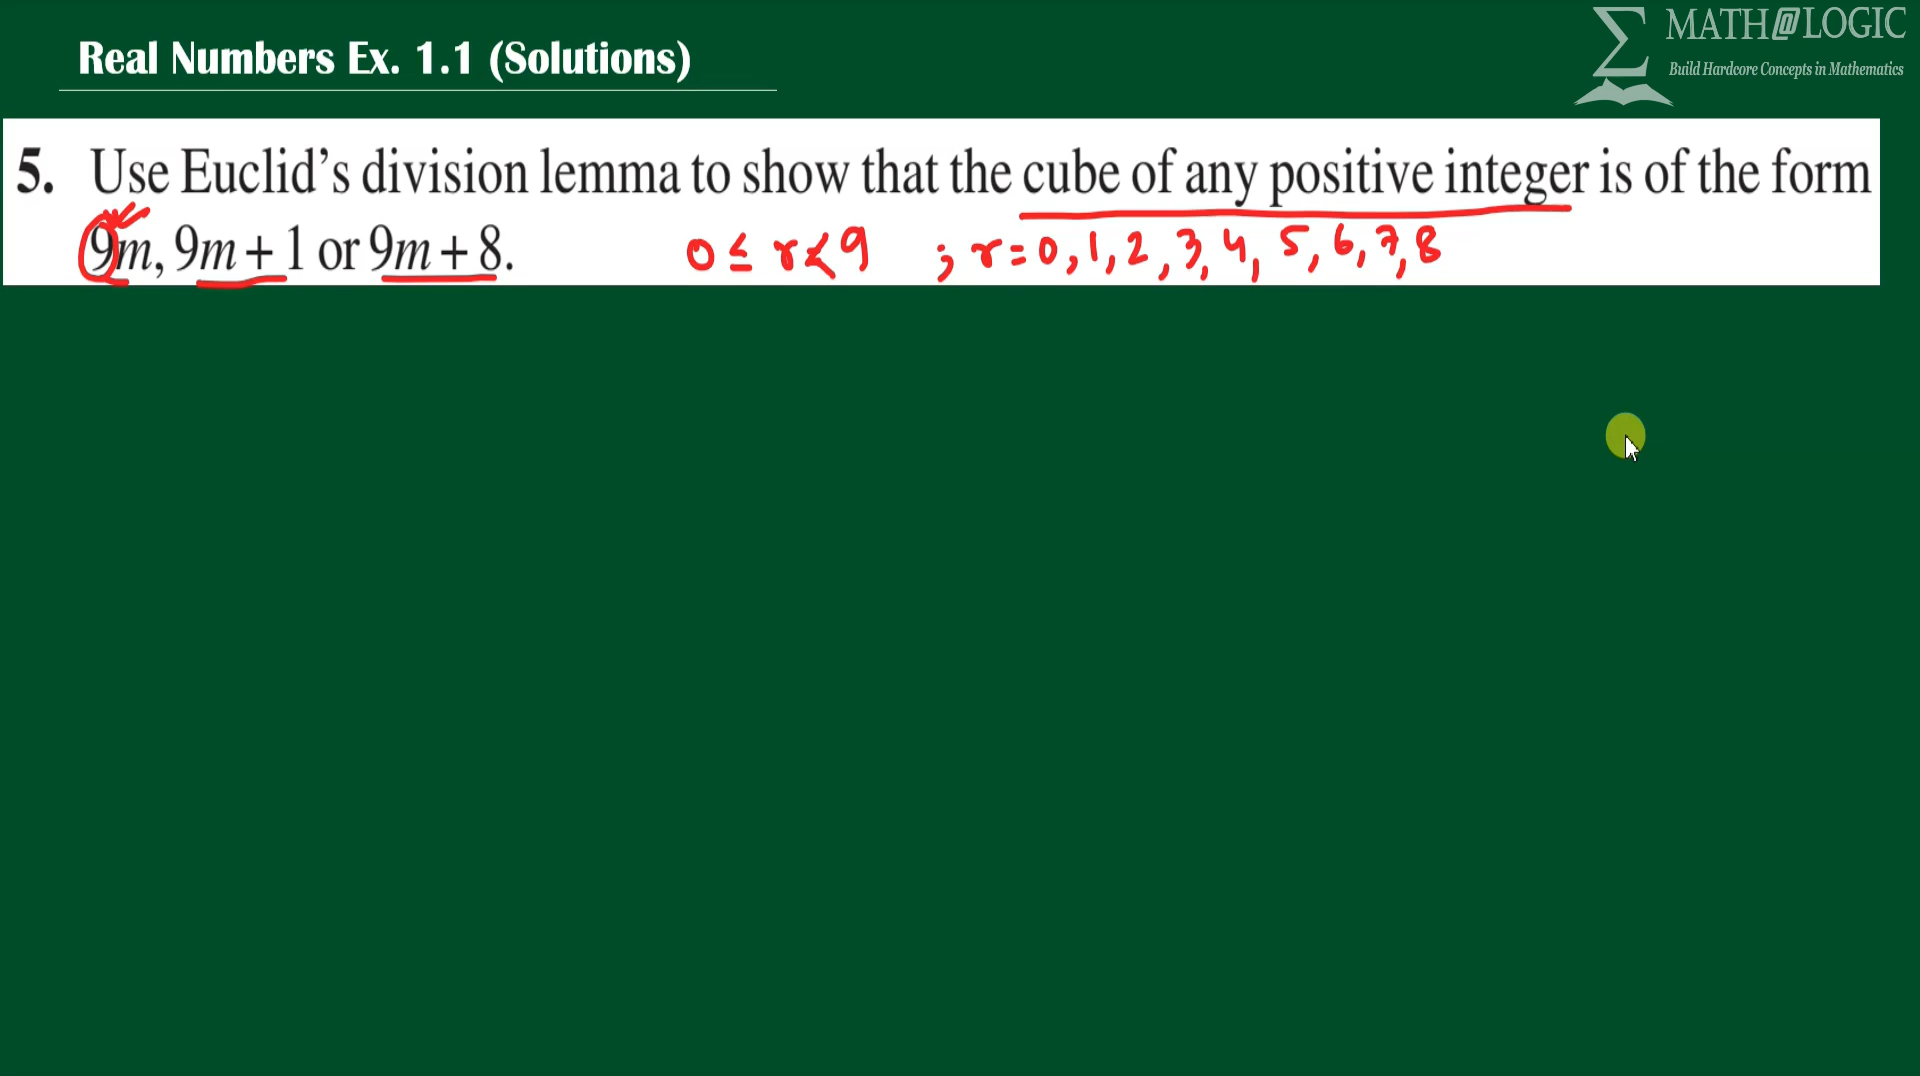 Real Numbers Ex. 1.1 (Solutions)
Σ MATH@LOGIC
Build Hardcore Concepts in Mathematics
5. Use Euclid’s division lemma to show that the cube of any positive integer is of the form
9m, 9m + 1 or 9m + 8.
0 ≤ r < 9 ; r = 0, 1, 2, 3, 4, 5, 6, 7, 8